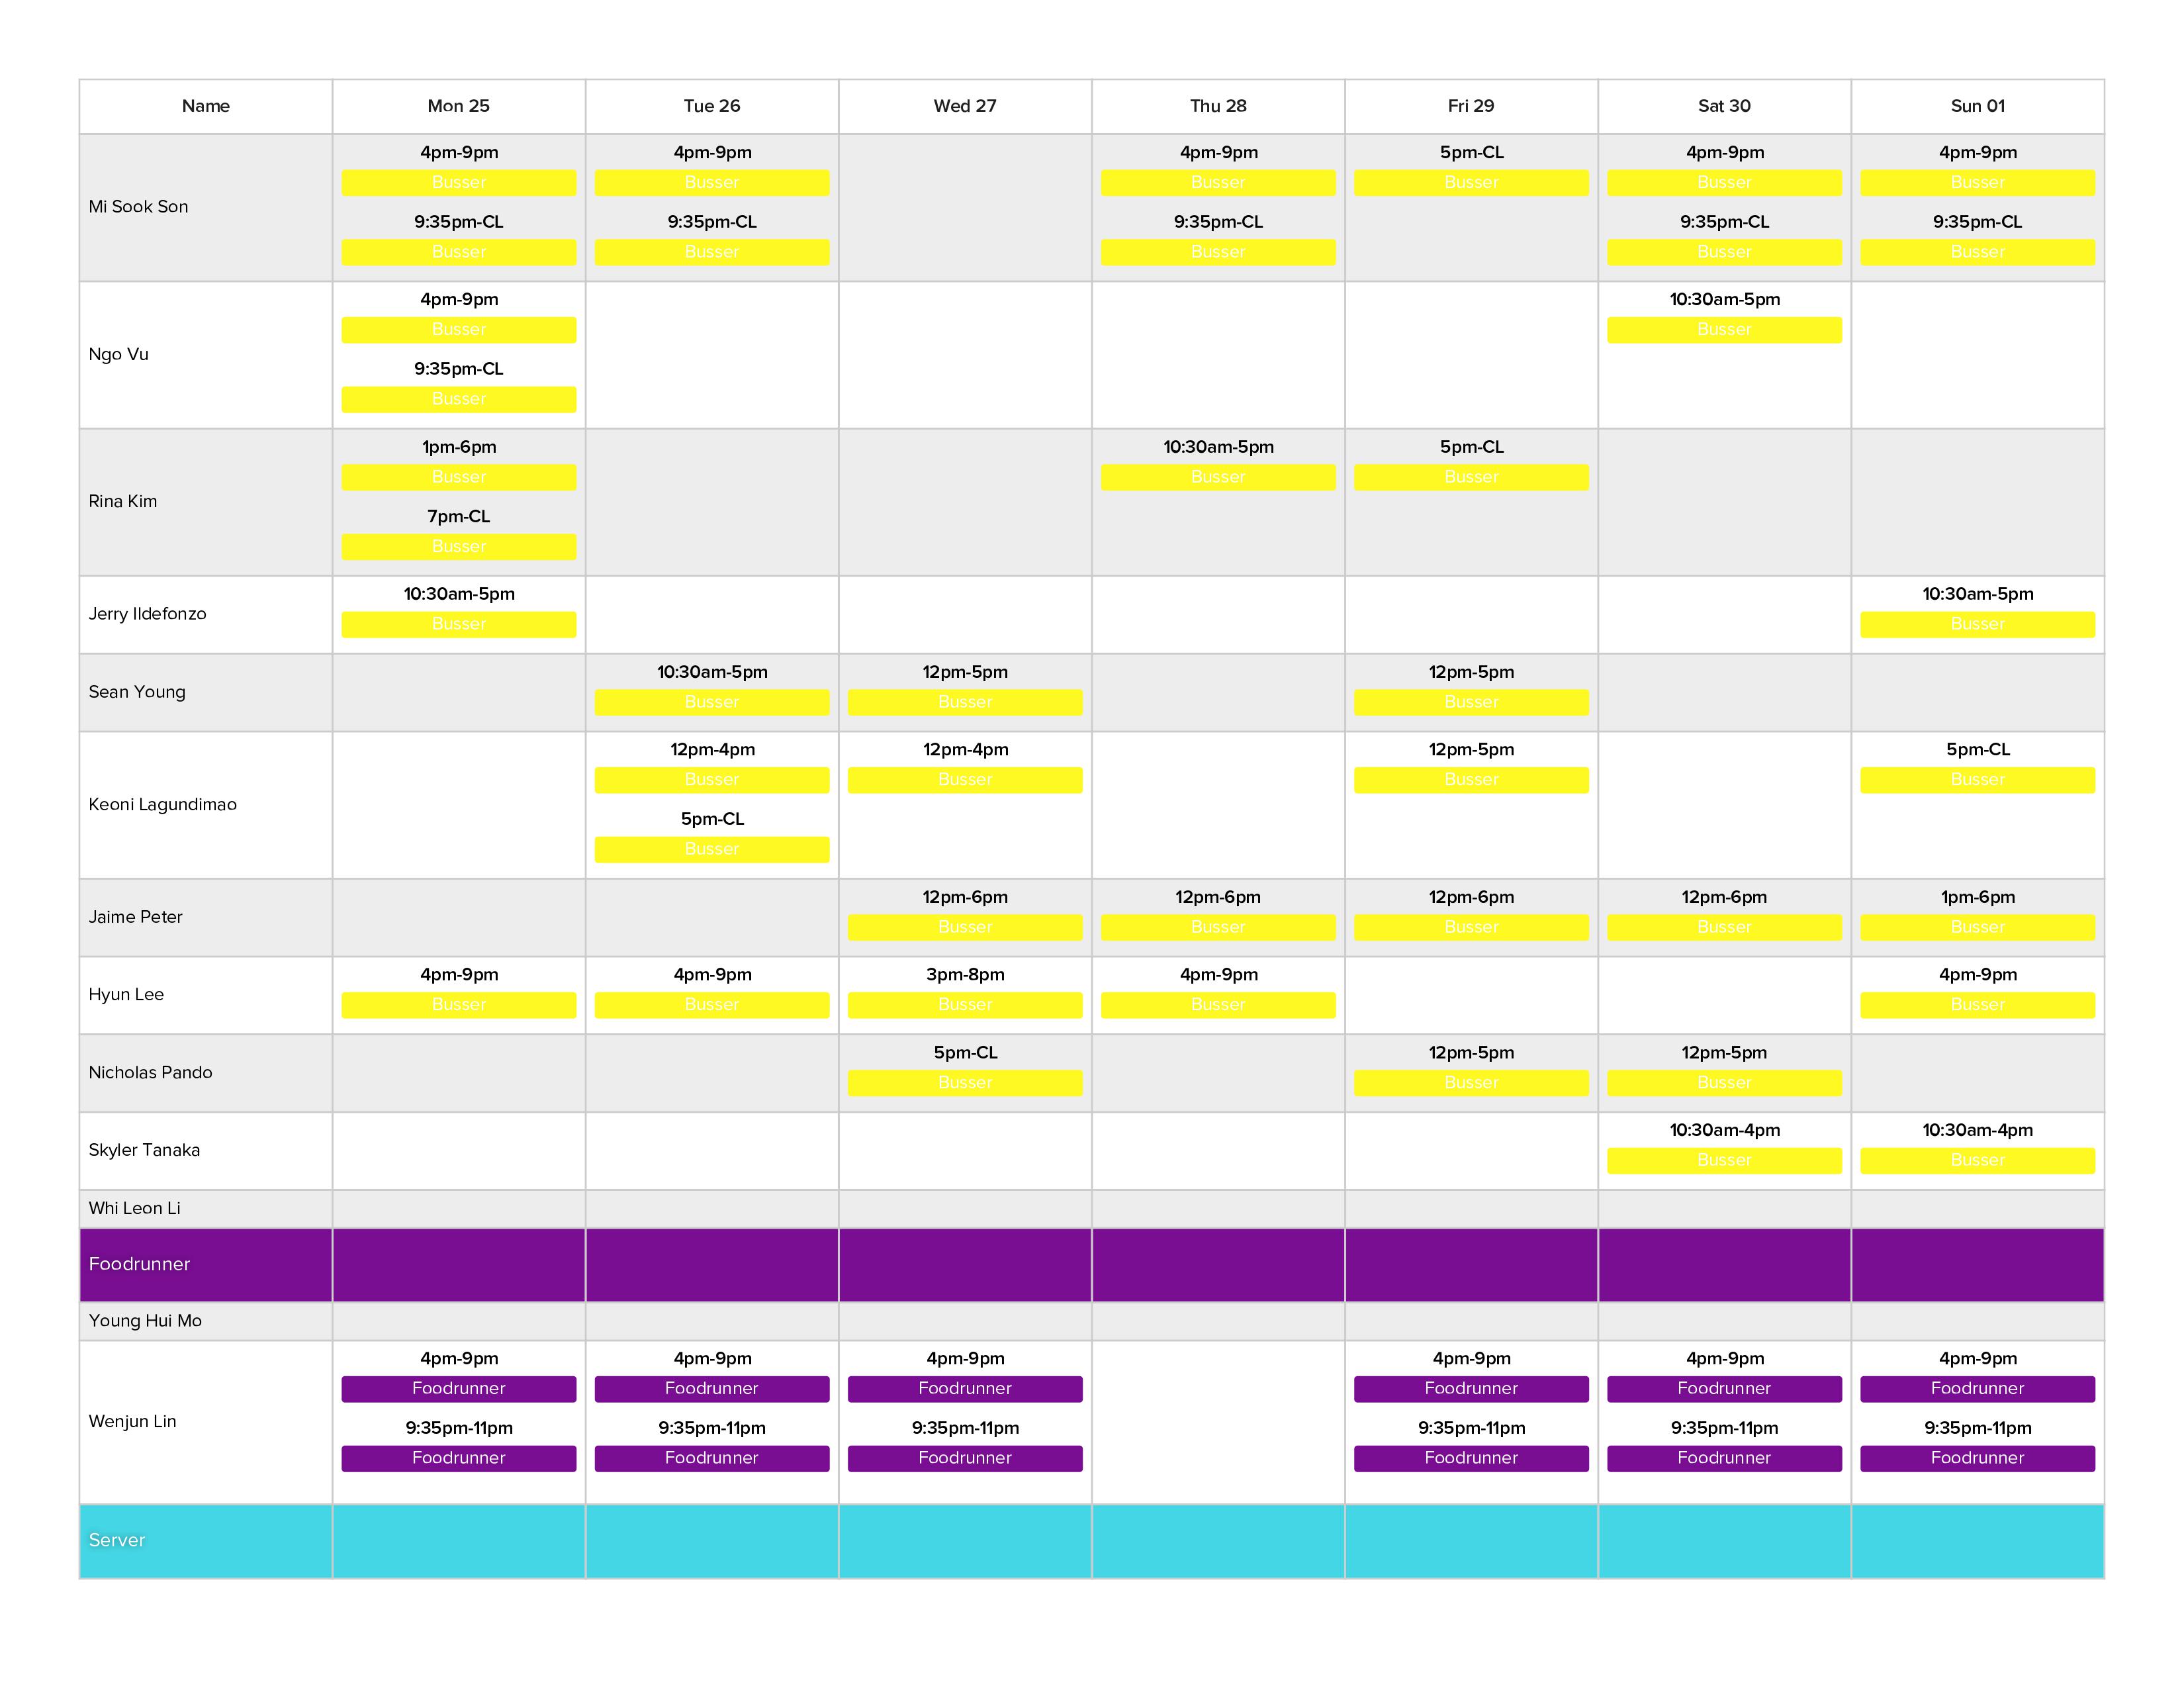 Name Mon 25 Tue 26 Wed 27 Thu 28 Fri 29 Sat 30 Sun 01
4pm-9pm 4pm-9pm 4pm-9pm 5pm-CL 4pm-9pm 4pm-9pm
Busser Busser Busser Busser Busser Busser
Mi Sook Son
9:35pm-CL 9:35pm-CL 9:35pm-CL 9:35pm-CL 9:35pm-CL
Busser Busser Busser Busser Busser
4pm-9pm 10:30am-5pm
Busser Busser
Ngo Vu
9:35pm-CL
Busser
1pm-6pm 10:30am-5pm 5pm-CL
Busser Busser Busser
Rina Kim
7pm-CL
Busser
10:30am-5pm 10:30am-5pm
Jerry Ildefonzo
Busser Busser
10:30am-5pm 12pm-5pm 12pm-5pm
Sean Young
Busser Busser Busser
12pm-4pm 12pm-4pm 12pm-5pm 5pm-CL
Busser Busser Busser Busser
Keoni Lagundimao
5pm-CL
Busser
12pm-6pm 12pm-6pm 12pm-6pm 12pm-6pm 1pm-6pm
Jaime Peter
Busser Busser Busser Busser Busser
4pm-9pm 4pm-9pm 3pm-8pm 4pm-9pm 4pm-9pm
Hyun Lee
Busser Busser Busser Busser Busser
5pm-CL 12pm-5pm 12pm-5pm
Nicholas Pando
Busser Busser Busser
10:30am-4pm 10:30am-4pm
Skyler Tanaka
Busser Busser
Whi Leon Li
Foodrunner
Young Hui Mo
4pm-9pm 4pm-9pm 4pm-9pm 4pm-9pm 4pm-9pm 4pm-9pm
Foodrunner Foodrunner Foodrunner Foodrunner Foodrunner Foodrunner
Wenjun Lin
9:35pm-11pm 9:35pm-11pm 9:35pm-11pm 9:35pm-11pm 9:35pm-11pm 9:35pm-11pm
Foodrunner Foodrunner Foodrunner Foodrunner Foodrunner Foodrunner
Server